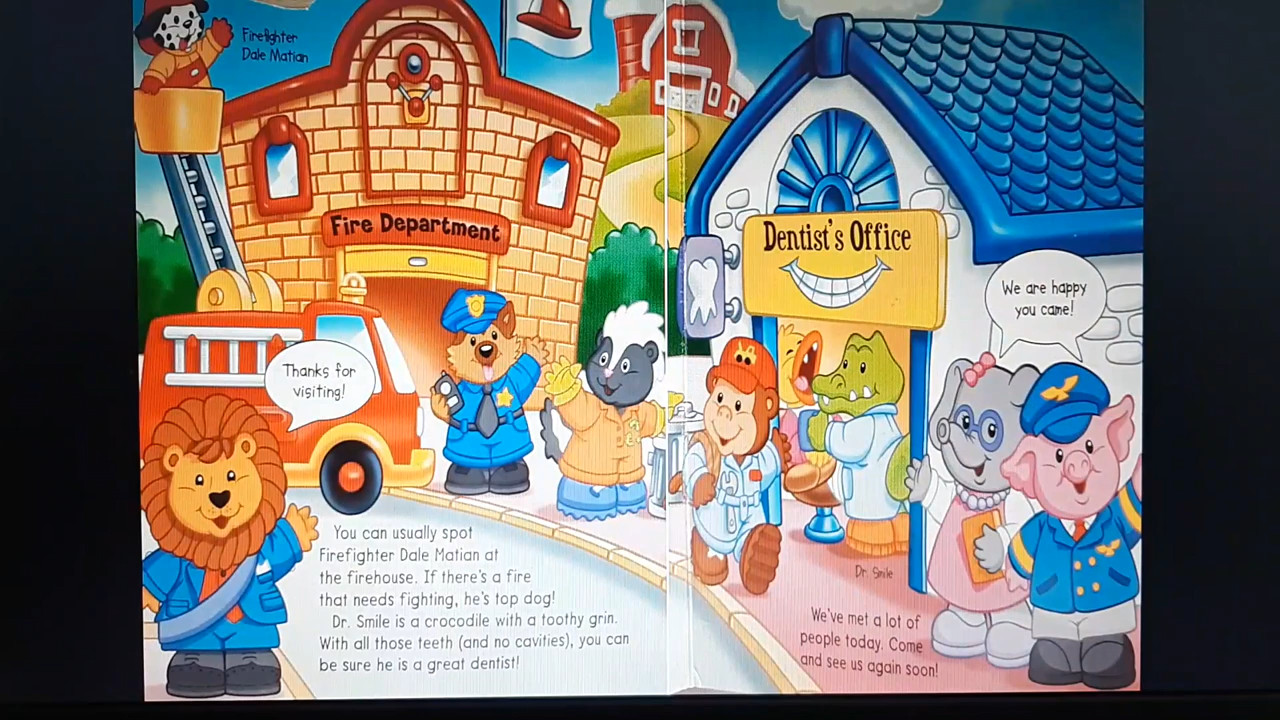 Firefighter
Dale Matian
Fire Department
Thanks for
visiting!
You can usually spot
Firefighter Dale Matian at
the firehouse. If there's a fire
that needs fighting, he's top dog!
Dr. Smile is a crocodile with a toothy grin.
With all those teeth (and no cavities), you can
be sure he is a great dentist!
Dentist's Office
We are happy
you came!
Dr. Smile
We've met a lot of
people today. Come
and see us again soon!